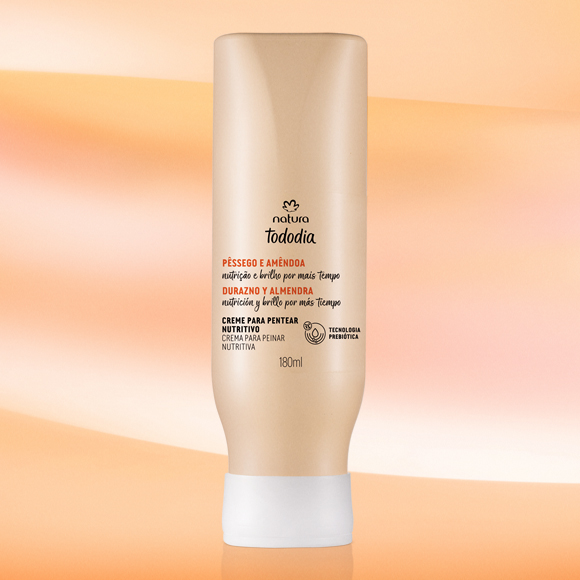 natura
Tododia
PÊSSEGO E AMÊNDOA
nutrição e brilho por mais tempo
DURAZNO Y ALMENDRA
nutrición y brillo por más tiempo
CREME PARA PENTEAR
NUTRITIVO
CREMA PARA PEINAR
NUTRITIVA
TECNOLOGIA
PREBIÓTICA
180ml